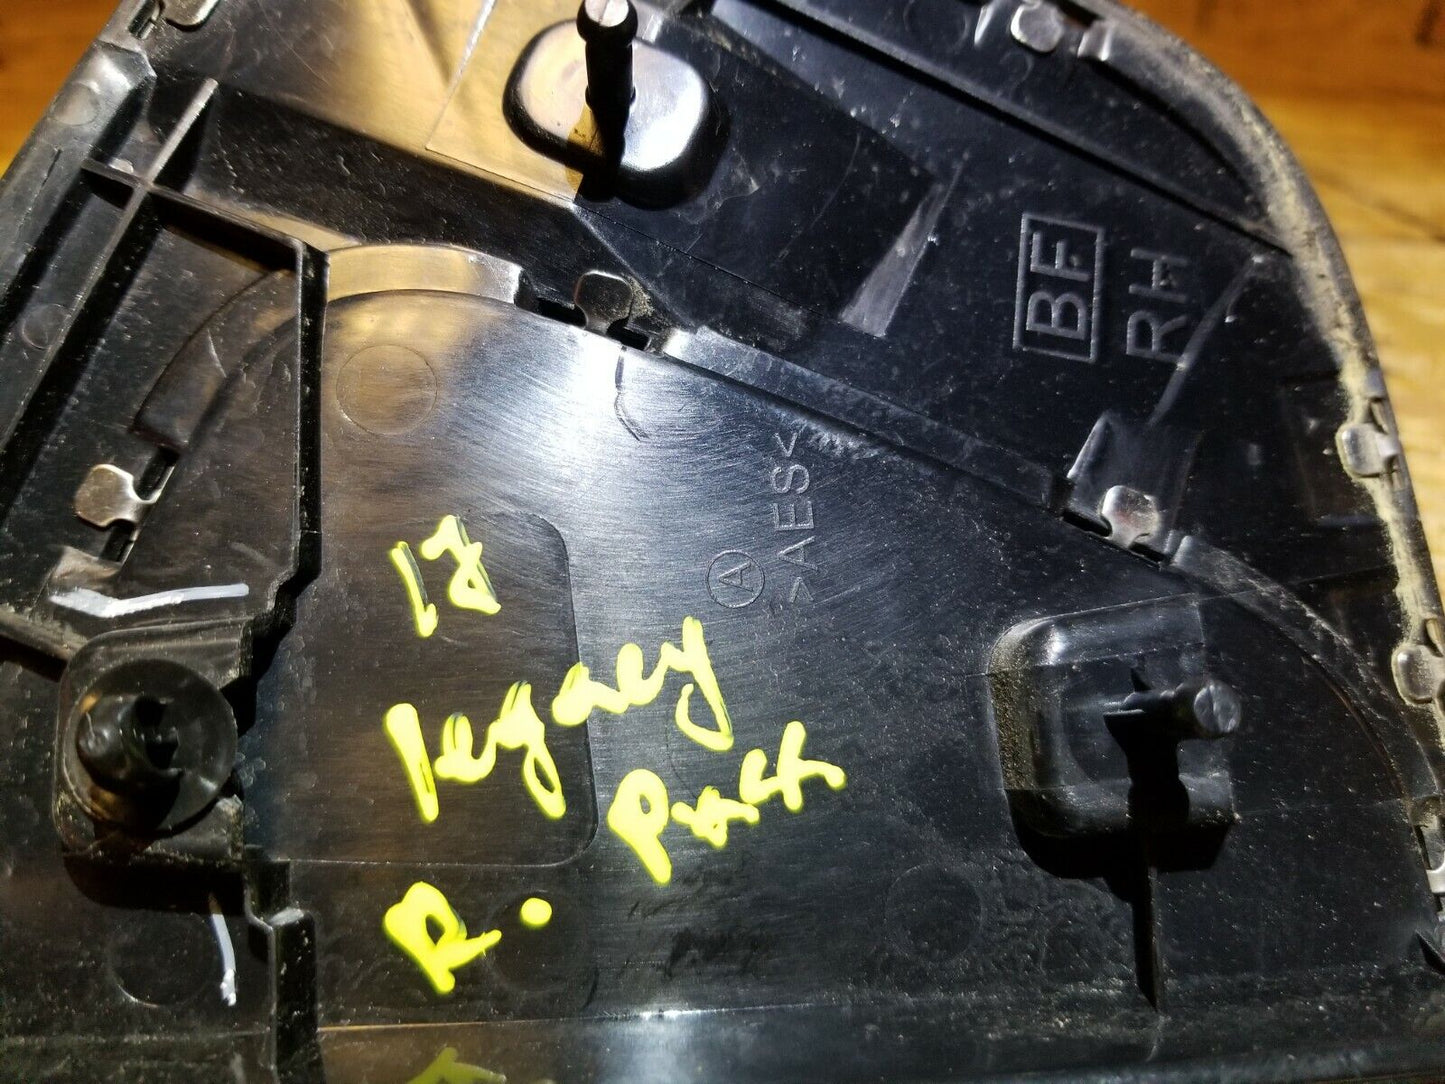 BF
RH
>AES<
A
12
legacy
R. Pass